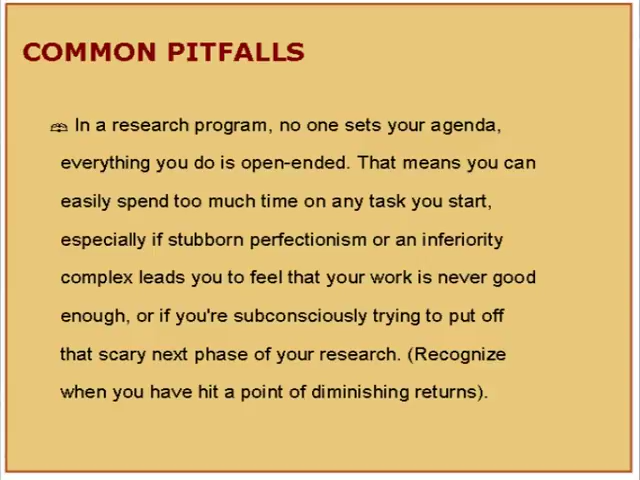 COMMON PITFALLS
In a research program, no one sets your agenda,
everything you do is open-ended. That means you can
easily spend too much time on any task you start,
especially if stubborn perfectionism or an inferiority
complex leads you to feel that your work is never good
enough, or if you're subconsciously trying to put off
that scary next phase of your research. (Recognize
when you have hit a point of diminishing returns).